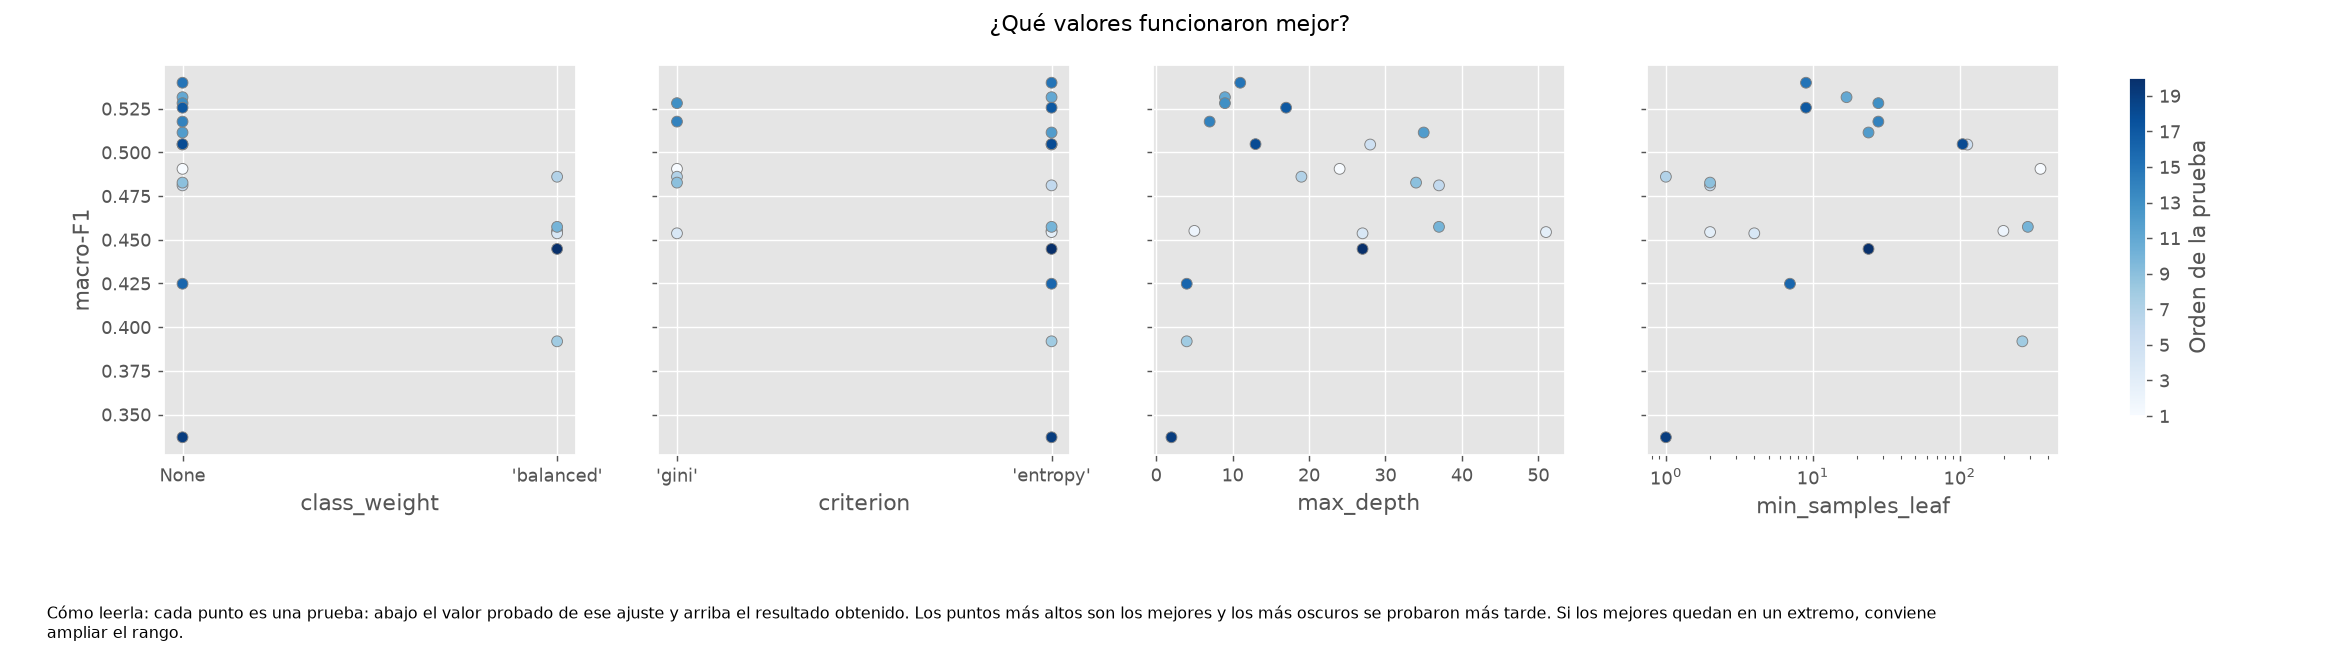 ¿Qué valores funcionaron mejor?
macro-F1
0.525
0.500
0.475
0.450
0.425
0.400
0.375
0.350
None 'balanced'
class_weight
'gini' 'entropy'
criterion
0 10 20 30 40 50
max_depth
10⁰ 10¹ 10²
min_samples_leaf
19
17
15
13
11
9
7
5
3
1
Orden de la prueba
Cómo leerla: cada punto es una prueba: abajo el valor probado de ese ajuste y arriba el resultado obtenido. Los puntos más altos son los mejores y los más oscuros se probaron más tarde. Si los mejores quedan en un extremo, conviene
ampliar el rango.